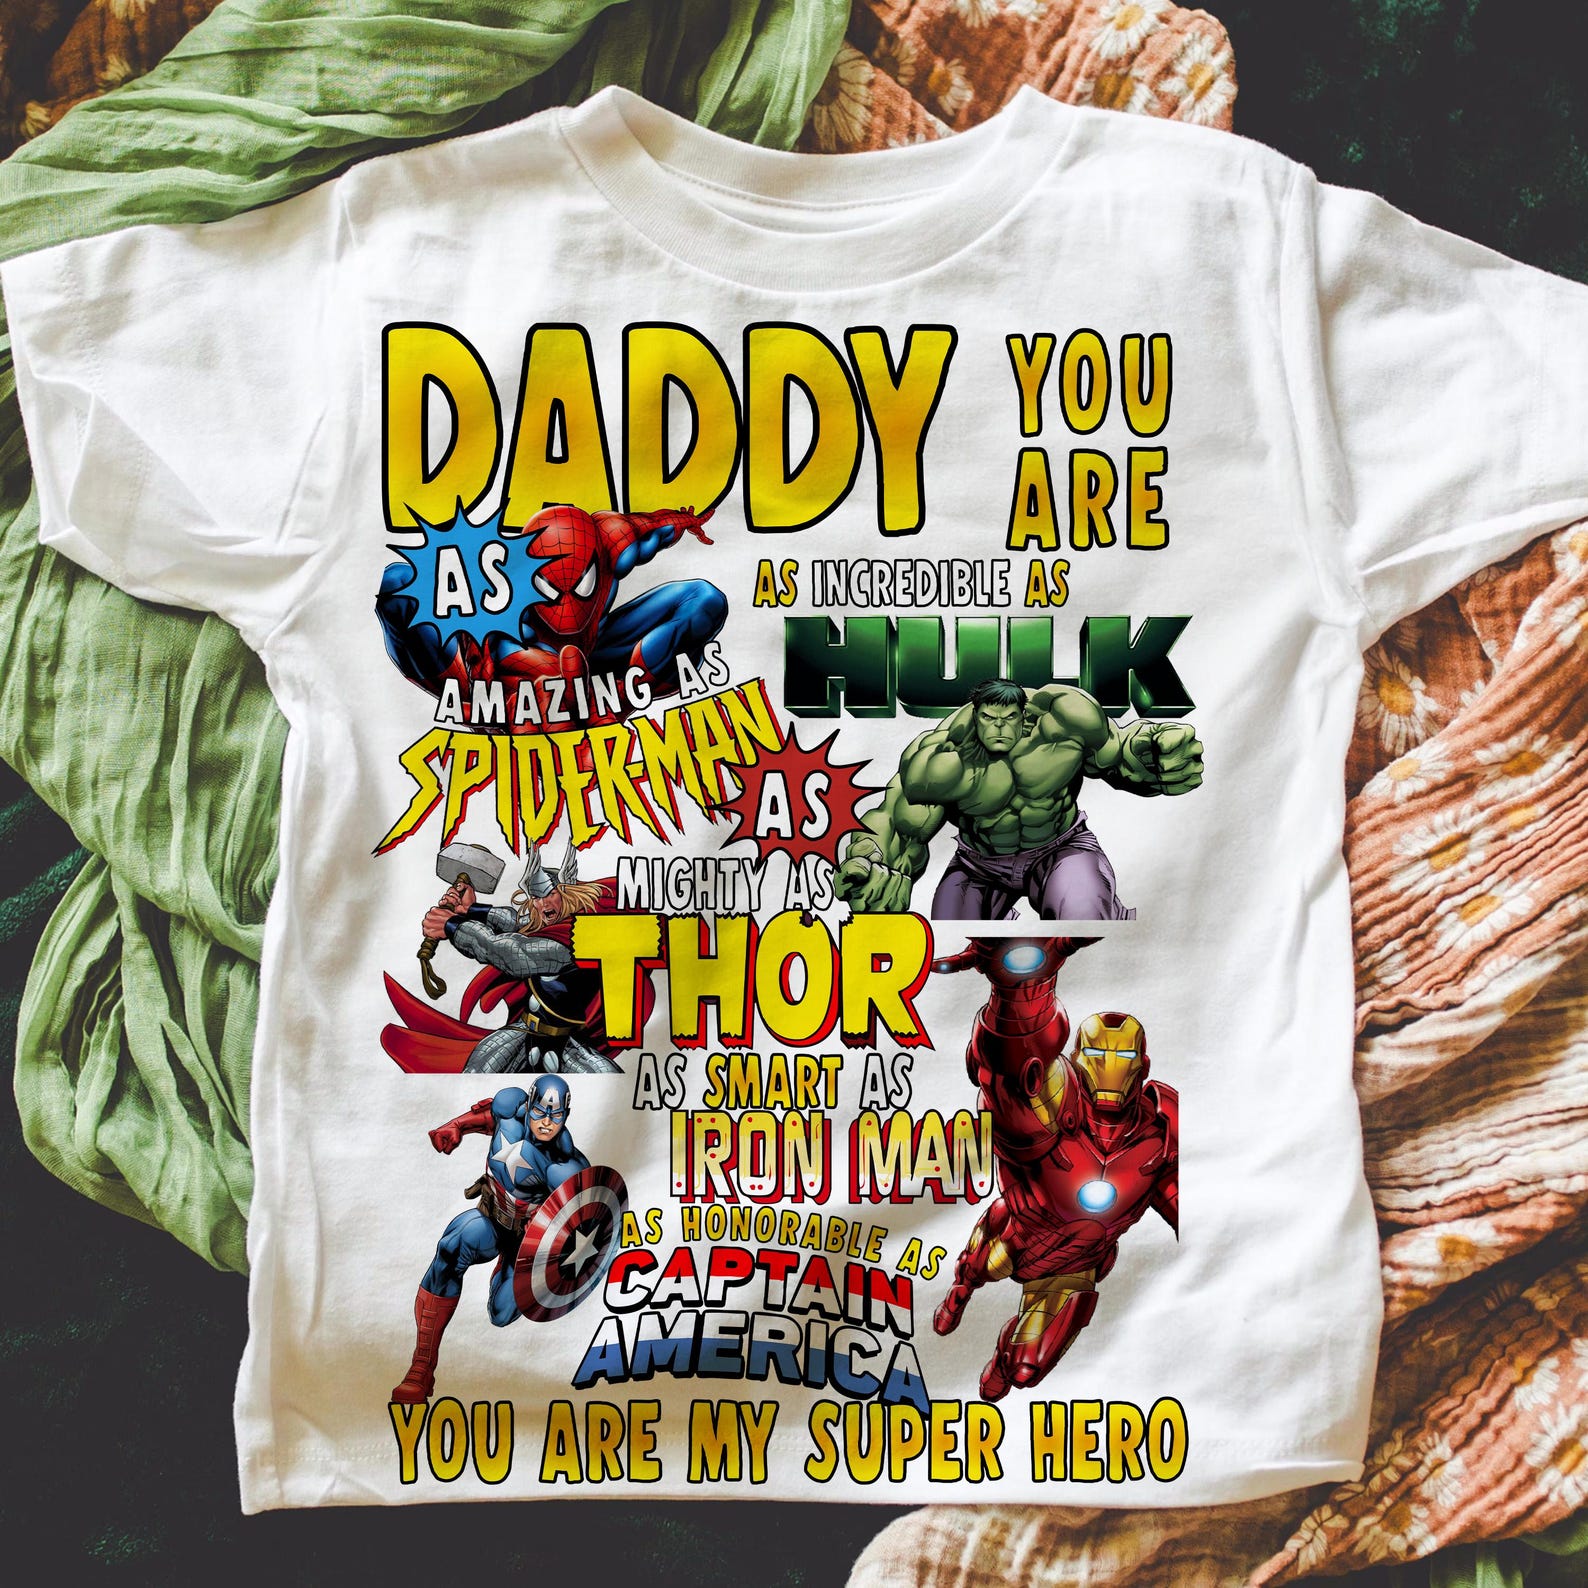 DADDY YOU
ARE
AS
AMAZING AS
SPIDER-MAN
AS INCREDIBLE AS
HULK
AS
MIGHTY AS
THOR
AS SMART AS
IRON MAN
AS HONORABLE AS
CAPTAIN
AMERICA
YOU ARE MY SUPER HERO